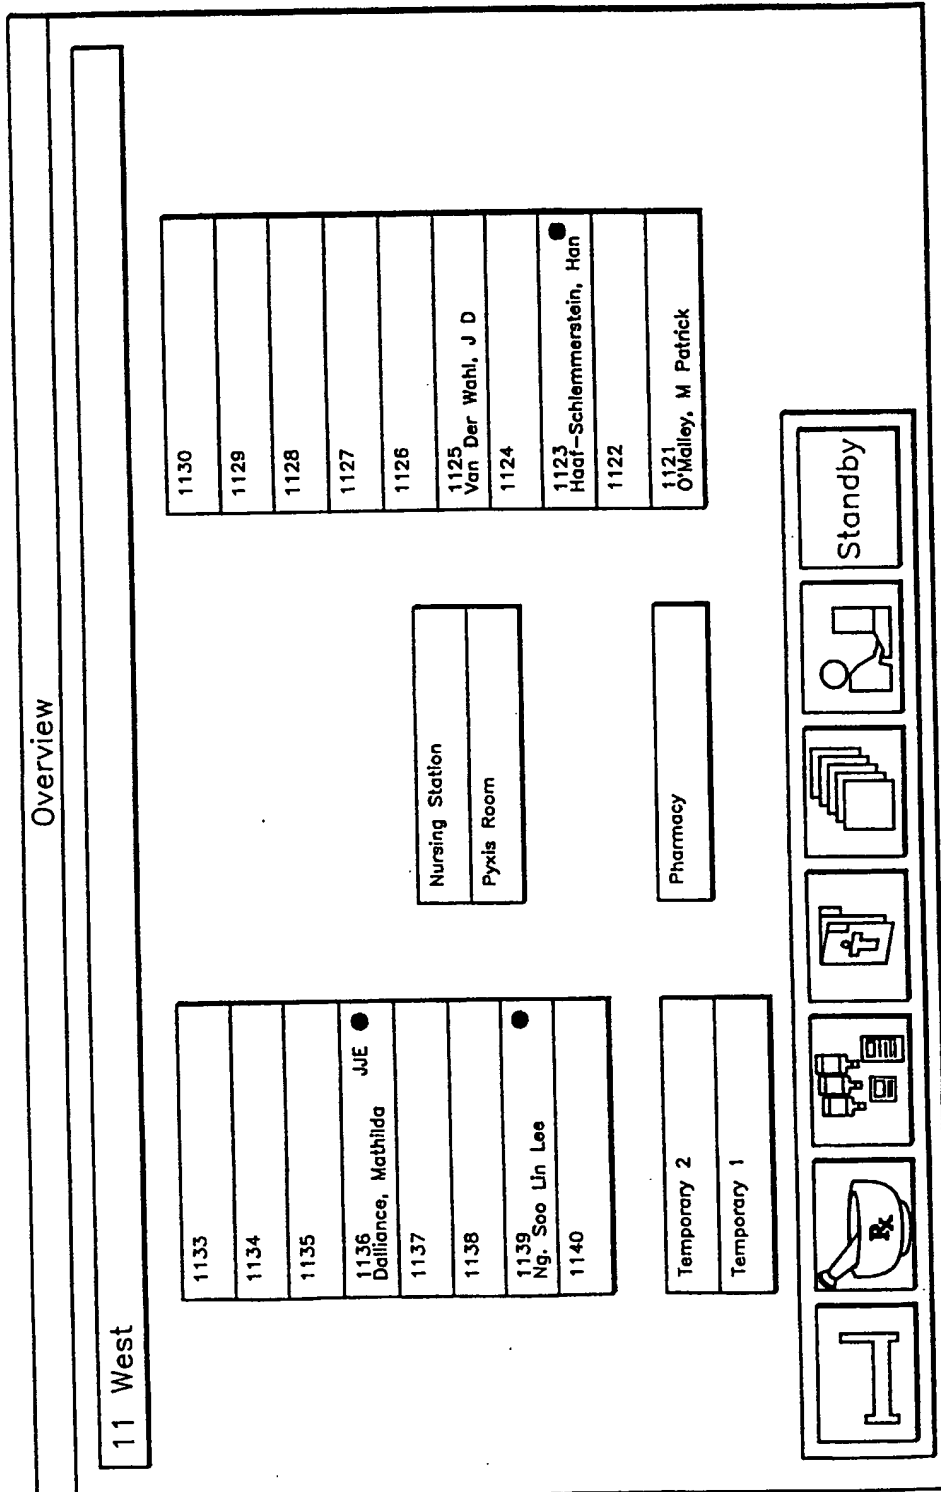 Overview
11 West
1133
1134
1135
1136 JJE
Dalliance, Mathilda
1137
1138
1139
Ng. Soo Lin Lee
1140
Temporary 2
Temporary 1
Nursing Station
Pyxis Room
Pharmacy
1130
1129
1128
1127
1126
1125
Van Der Wahl, J D
1124
1123
Haaf-Schlemmerstein, Han
1122
1121
O'Malley, M Patrick
Rx
Standby